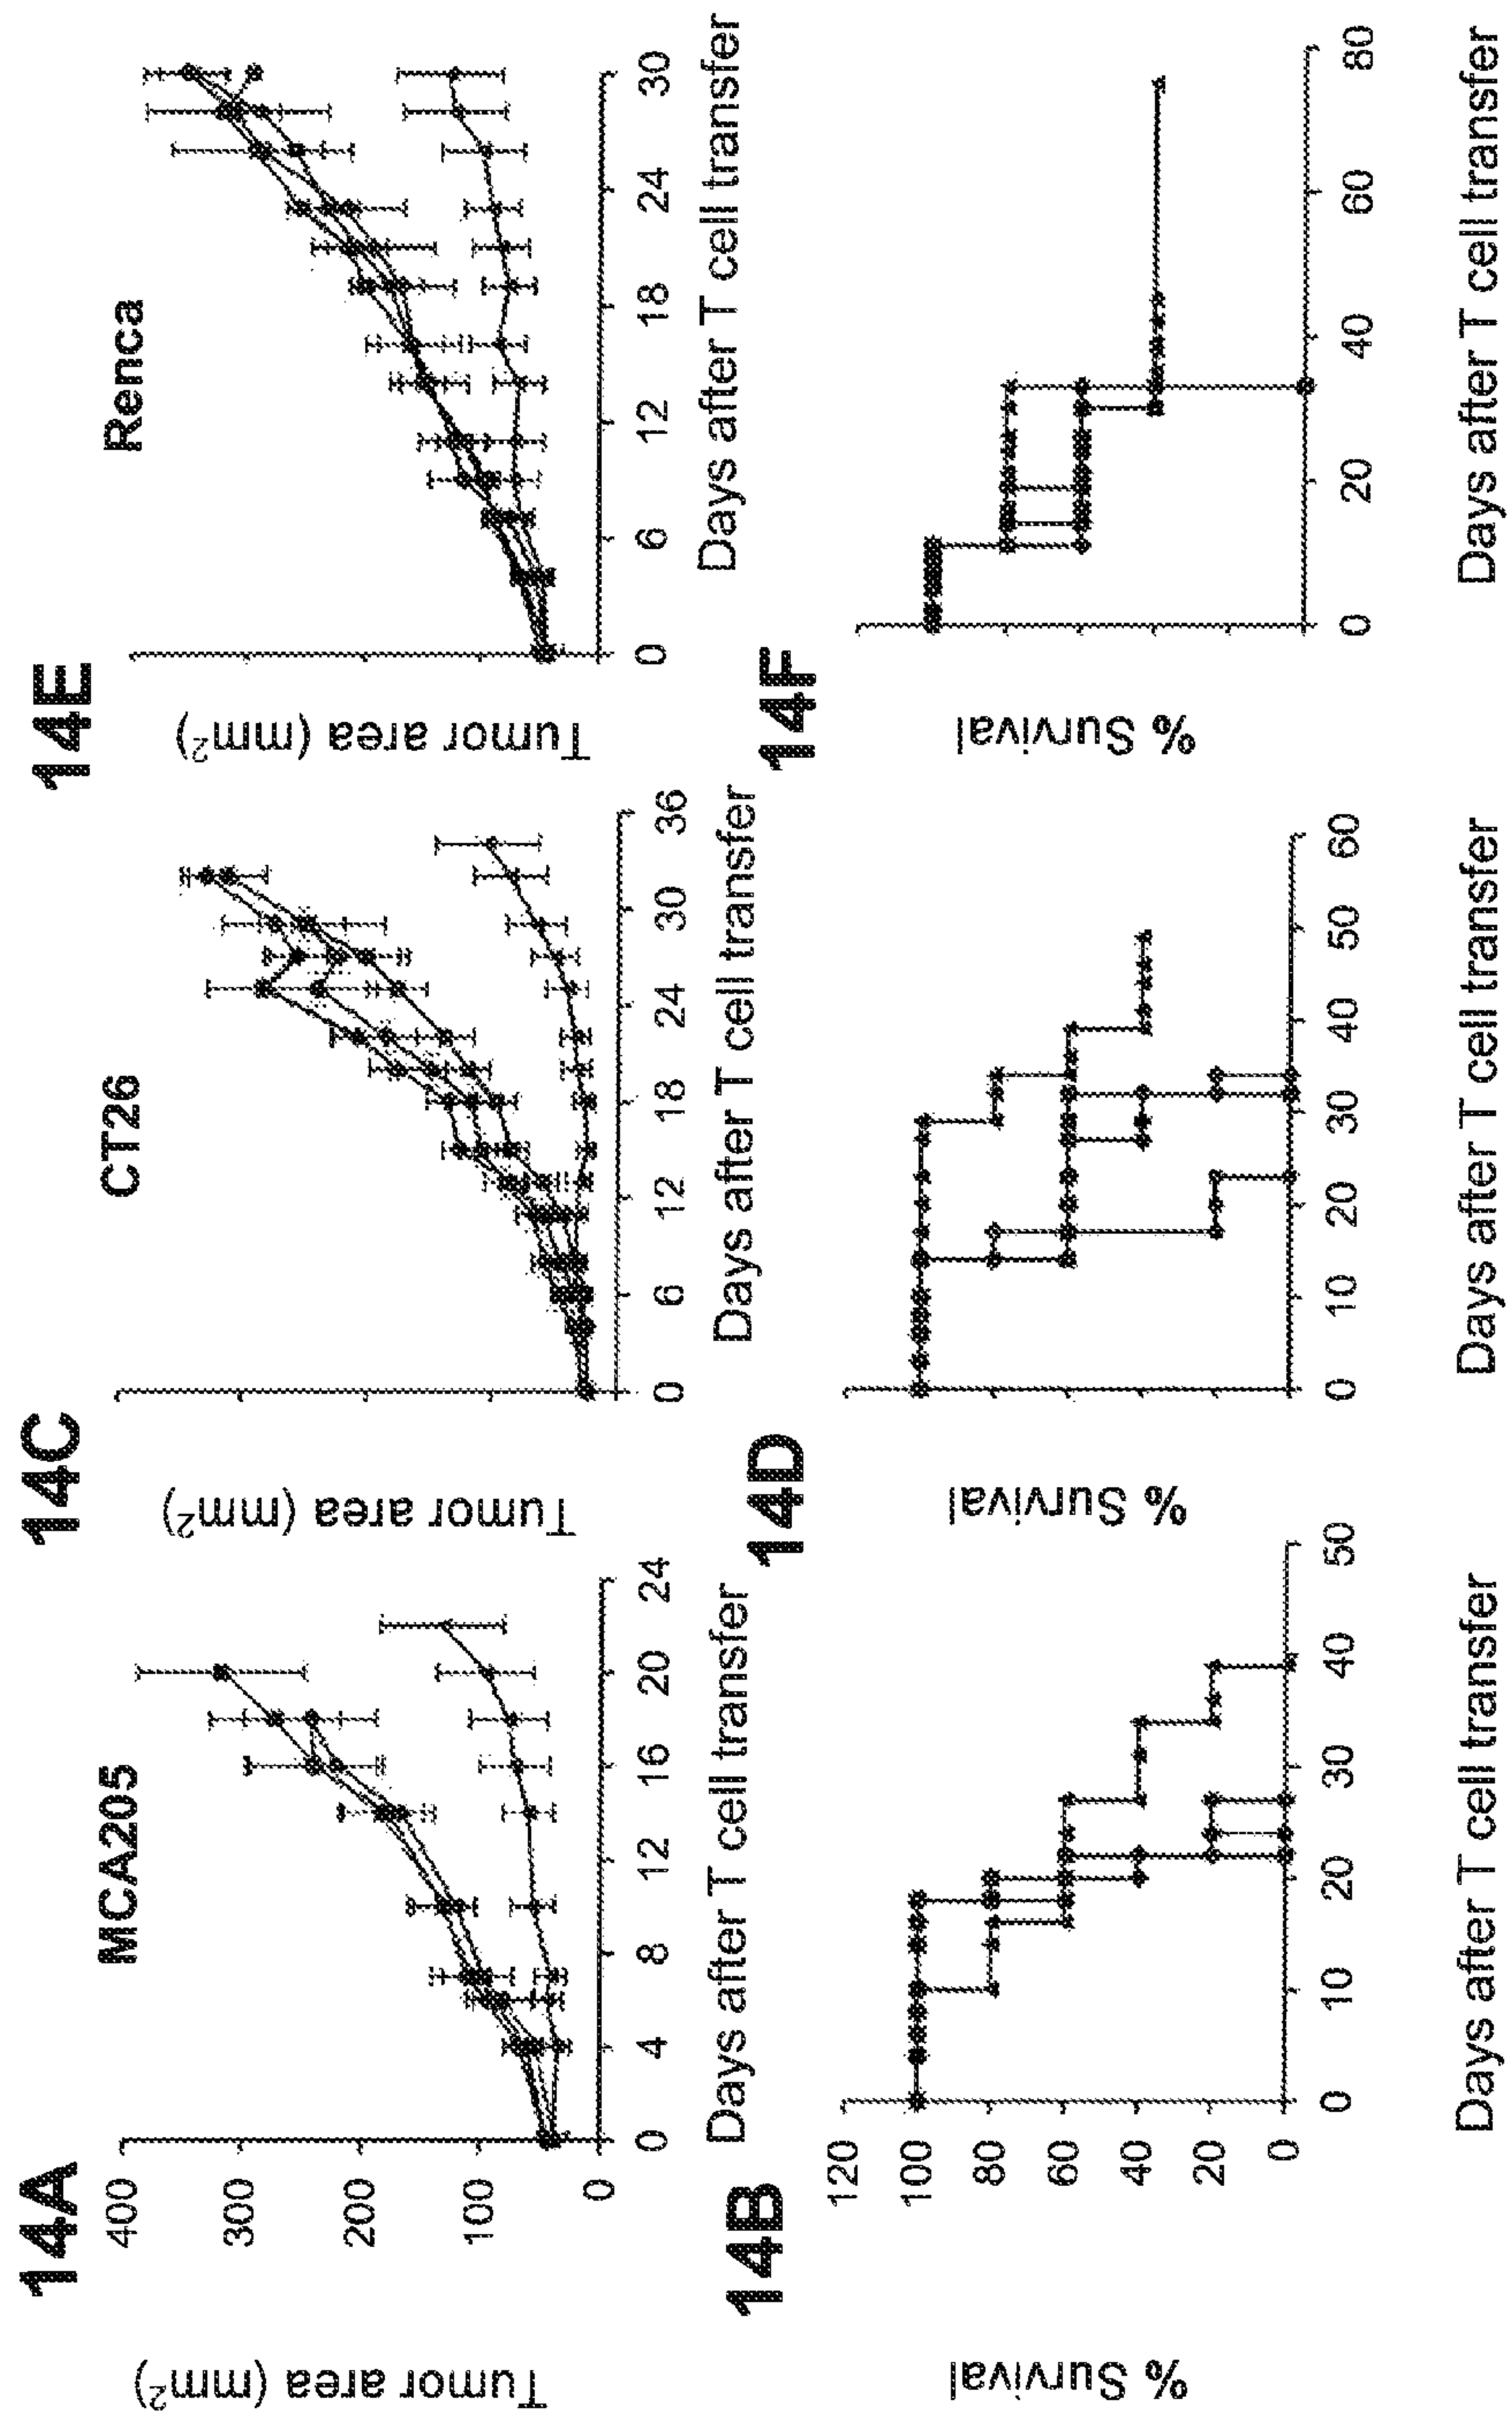 14A
MCA205
Tumor area (mm²)
400
300
200
100
0
0 4 8 12 16 20 24
Days after T cell transfer
14C
CT26
Tumor area (mm²)
0 6 12 18 24 30 36
Days after T cell transfer
14E
Renca
Tumor area (mm²)
0 6 12 18 24 30
Days after T cell transfer
14B
% Survival
120
100
80
60
40
20
0
0 10 20 30 40 50
Days after T cell transfer
14D
% Survival
0 10 20 30 40 50 60
Days after T cell transfer
14F
% Survival
0 20 40 60 80
Days after T cell transfer